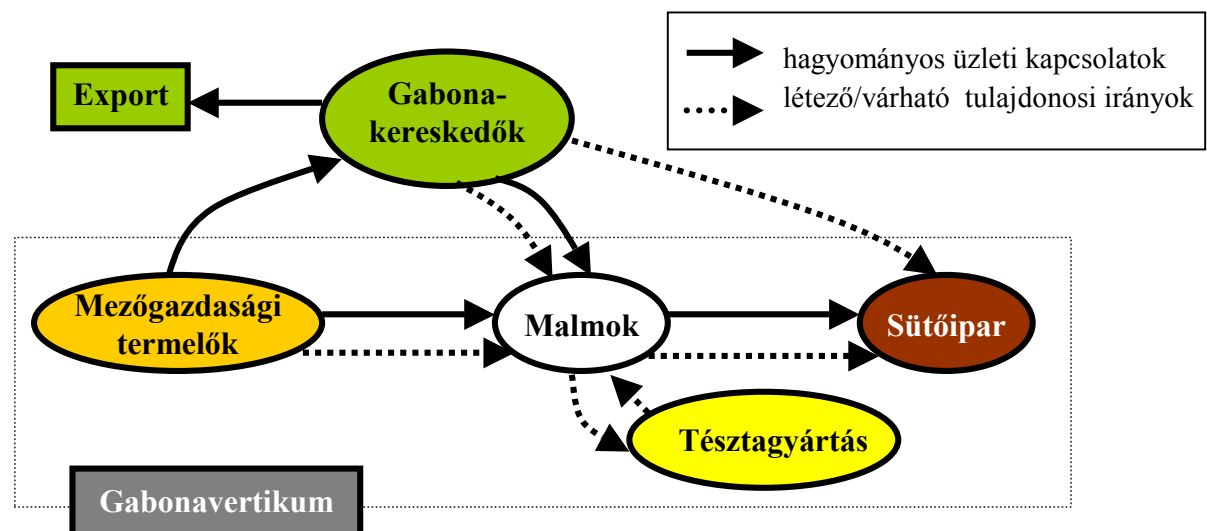 hagyományos üzleti kapcsolatok
létező/várható tulajdonosi irányok
Export
Gabona-
kereskedők
Mezőgazdasági
termelők
Malmok
Sütőipar
Tésztagyártás
Gabonavertikum